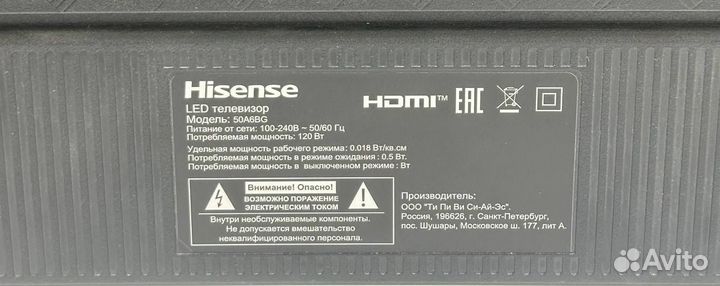 Hisense
LED телевизор
Модель: 50A6BG
Питание от сети: 100-240В ~ 50/60 Гц
Потребляемая мощность: 120 Вт
Удельная мощность рабочего режима: 0.018 Вт/кв.см
Потребляемая мощность в режиме ожидания : 0.5 Вт.
Потребляемая мощность в выключенном режиме : Вт
HDMI™ EAC
Внимание! Опасно!
ВОЗМОЖНО ПОРАЖЕНИЕ
ЭЛЕКТРИЧЕСКИМ ТОКОМ
Внутри необслуживаемые компоненты.
Не допускается вмешательство
неквалифицированного персонала.
Производитель:
ООО "Ти Пи Ви Си-Ай-Эс".
Россия, 196626, г. Санкт-Петербург,
пос. Шушары, Московское ш. 177, лит А.
Avito